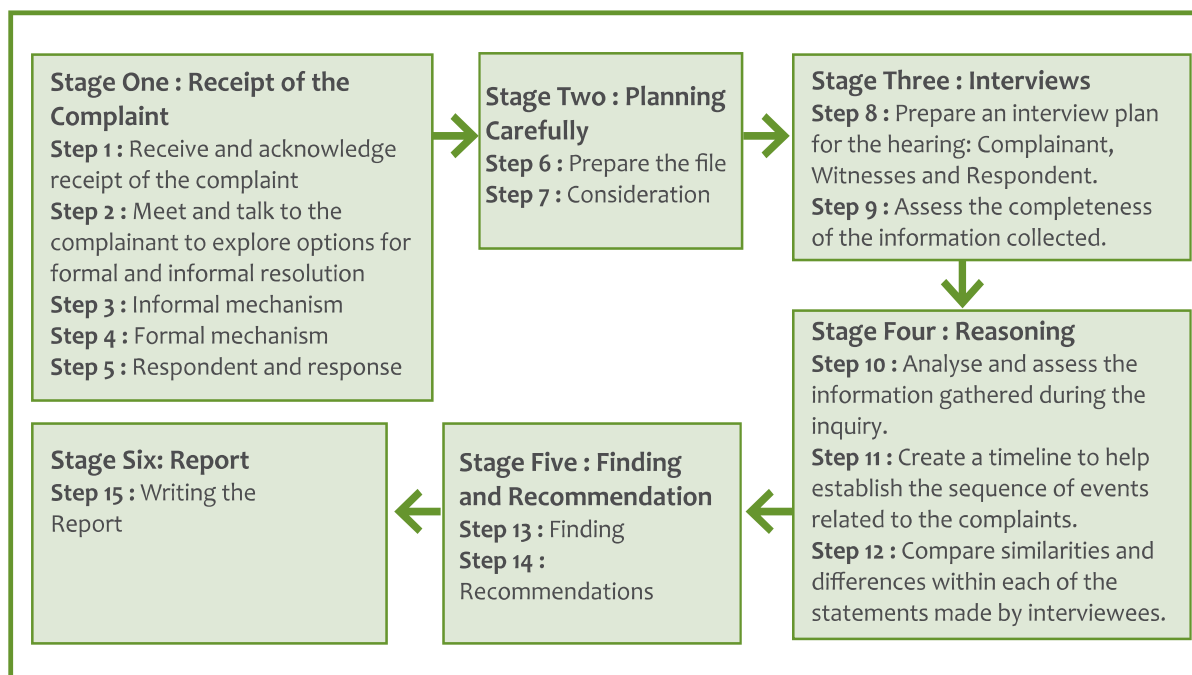 Stage One : Receipt of the
Complaint
Step 1 : Receive and acknowledge
receipt of the complaint
Step 2 : Meet and talk to the
complainant to explore options for
formal and informal resolution
Step 3 : Informal mechanism
Step 4 : Formal mechanism
Step 5 : Respondent and response
Stage Two : Planning
Carefully
Step 6 : Prepare the file
Step 7 : Consideration
Stage Three : Interviews
Step 8 : Prepare an interview plan
for the hearing: Complainant,
Witnesses and Respondent.
Step 9 : Assess the completeness
of the information collected.
Stage Four : Reasoning
Step 10 : Analyse and assess the
information gathered during the
inquiry.
Step 11 : Create a timeline to help
establish the sequence of events
related to the complaints.
Step 12 : Compare similarities and
differences within each of the
statements made by interviewees.
Stage Five : Finding
and Recommendation
Step 13 : Finding
Step 14 :
Recommendations
Stage Six: Report
Step 15 : Writing the
Report